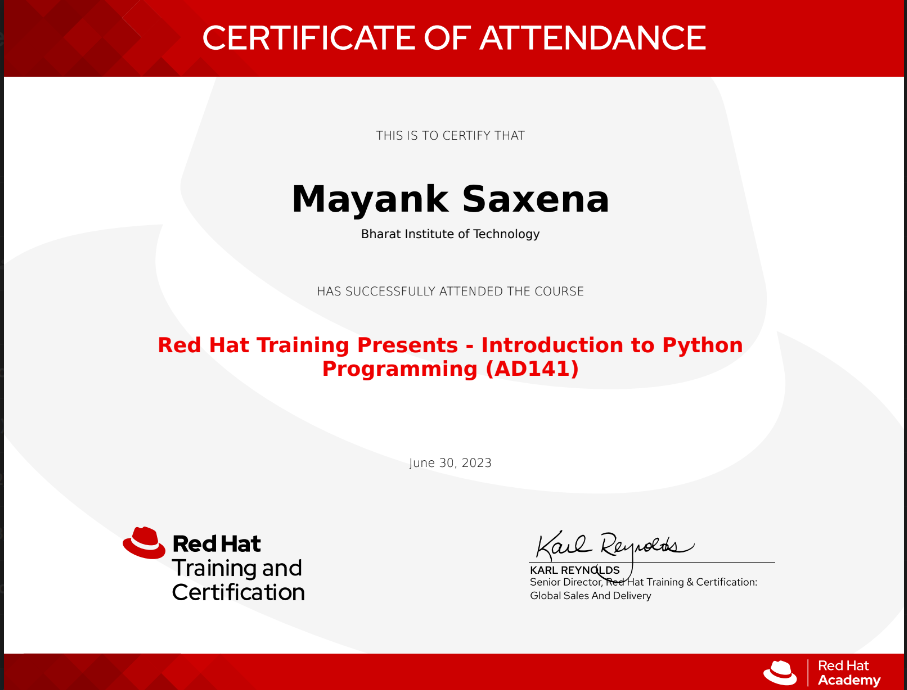 CERTIFICATE OF ATTENDANCE
THIS IS TO CERTIFY THAT
Mayank Saxena
Bharat Institute of Technology
HAS SUCCESSFULLY ATTENDED THE COURSE
Red Hat Training Presents - Introduction to Python
Programming (AD141)
June 30, 2023
Red Hat
Training and
Certification
Karl Reynolds
KARL REYNOLDS
Senior Director, Red Hat Training & Certification:
Global Sales And Delivery
Red Hat
Academy